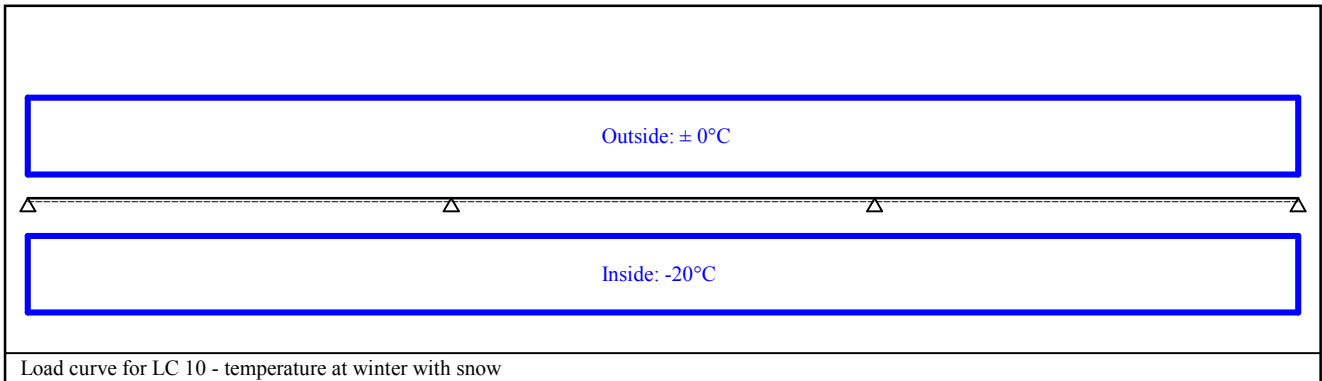 Outside: ± 0°C
Inside: -20°C
Load curve for LC 10 - temperature at winter with snow